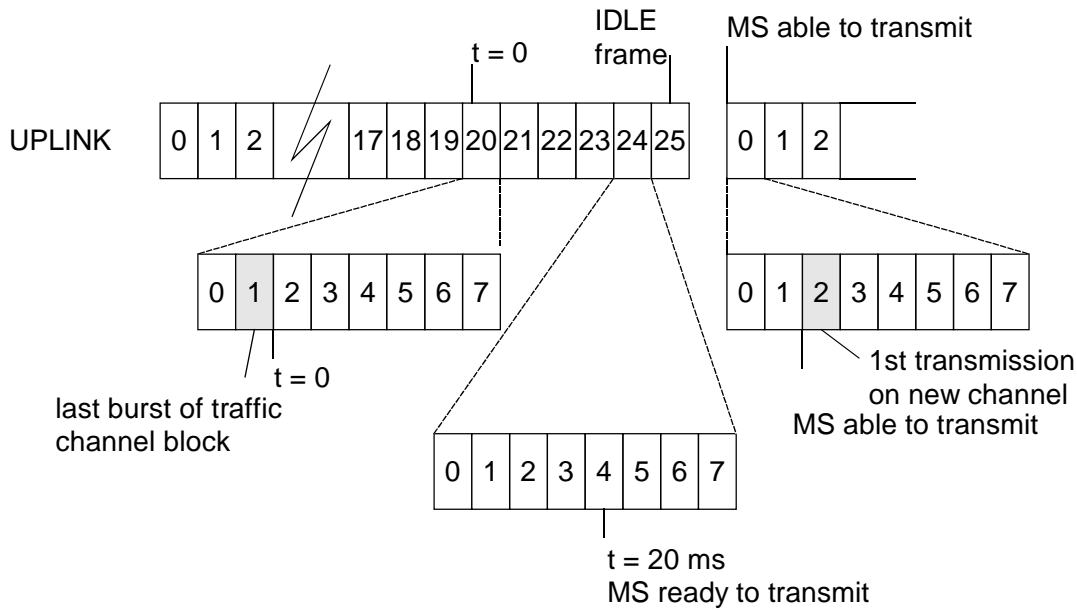 IDLE
frame
MS able to transmit
t = 0
UPLINK
0 1 2 17 18 19 20 21 22 23 24 25
0 1 2
0 1 2 3 4 5 6 7
0 1 2 3 4 5 6 7
t = 0
last burst of traffic
channel block
1st transmission
on new channel
MS able to transmit
0 1 2 3 4 5 6 7
t = 20 ms
MS ready to transmit